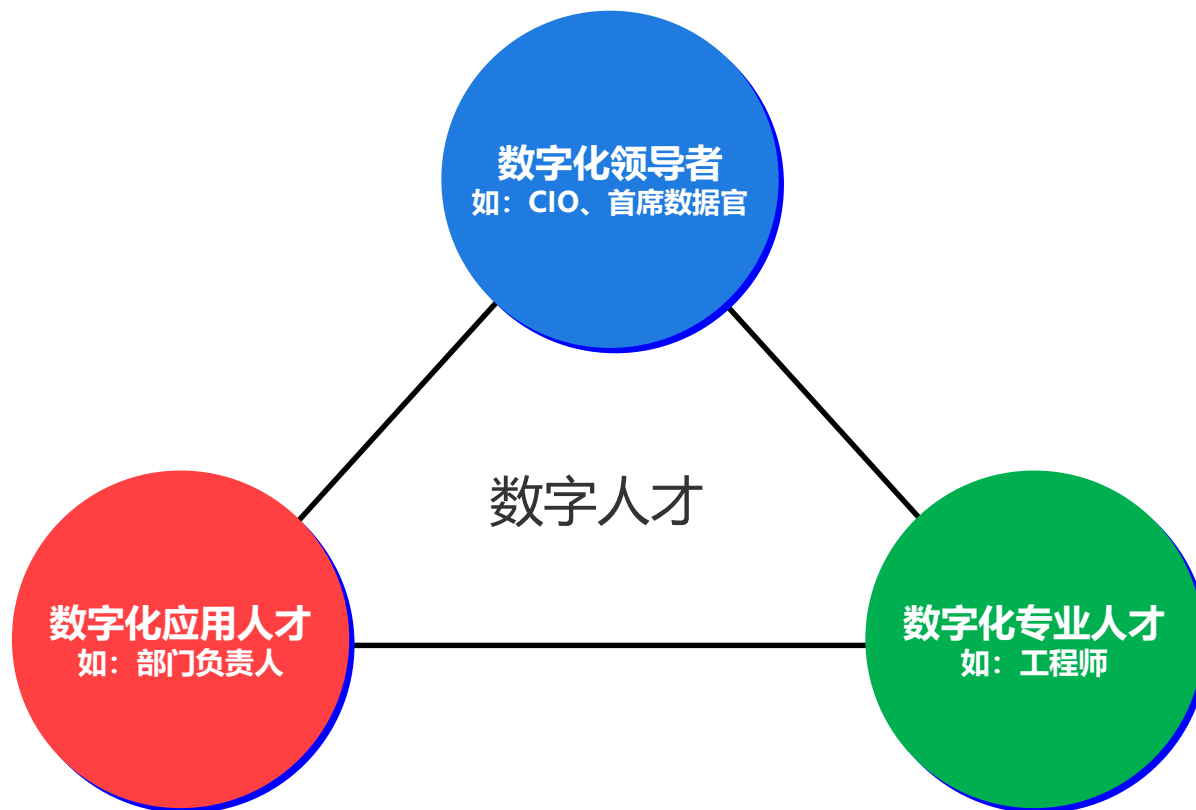 数字化领导者
如：CIO、首席数据官
数字人才
数字化应用人才
如：部门负责人
数字化专业人才
如：工程师